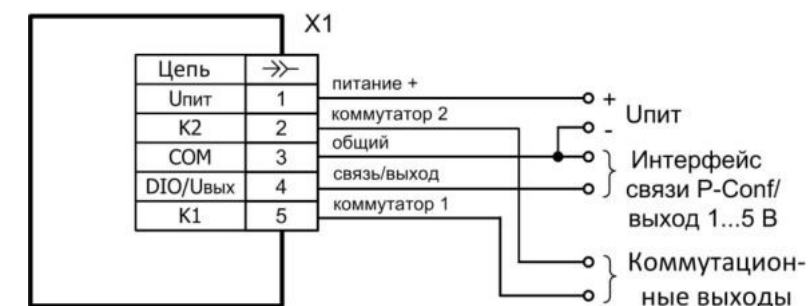 X1
Цепь
Uпит 1
K2 2
COM 3
DIO/Uвых 4
K1 5
питание +
коммутатор 2
общий
связь/выход
коммутатор 1
+
-
Uпит
Интерфейс
связи P-Conf/
выход 1...5 В
Коммутацион-
ные выходы